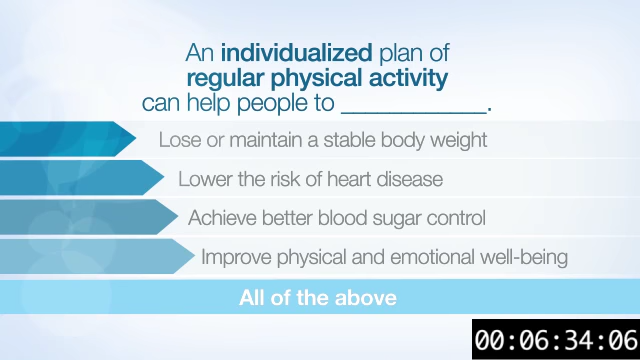 An individualized plan of
regular physical activity
can help people to ____________.
Lose or maintain a stable body weight
Lower the risk of heart disease
Achieve better blood sugar control
Improve physical and emotional well-being
All of the above
00:06:34:06